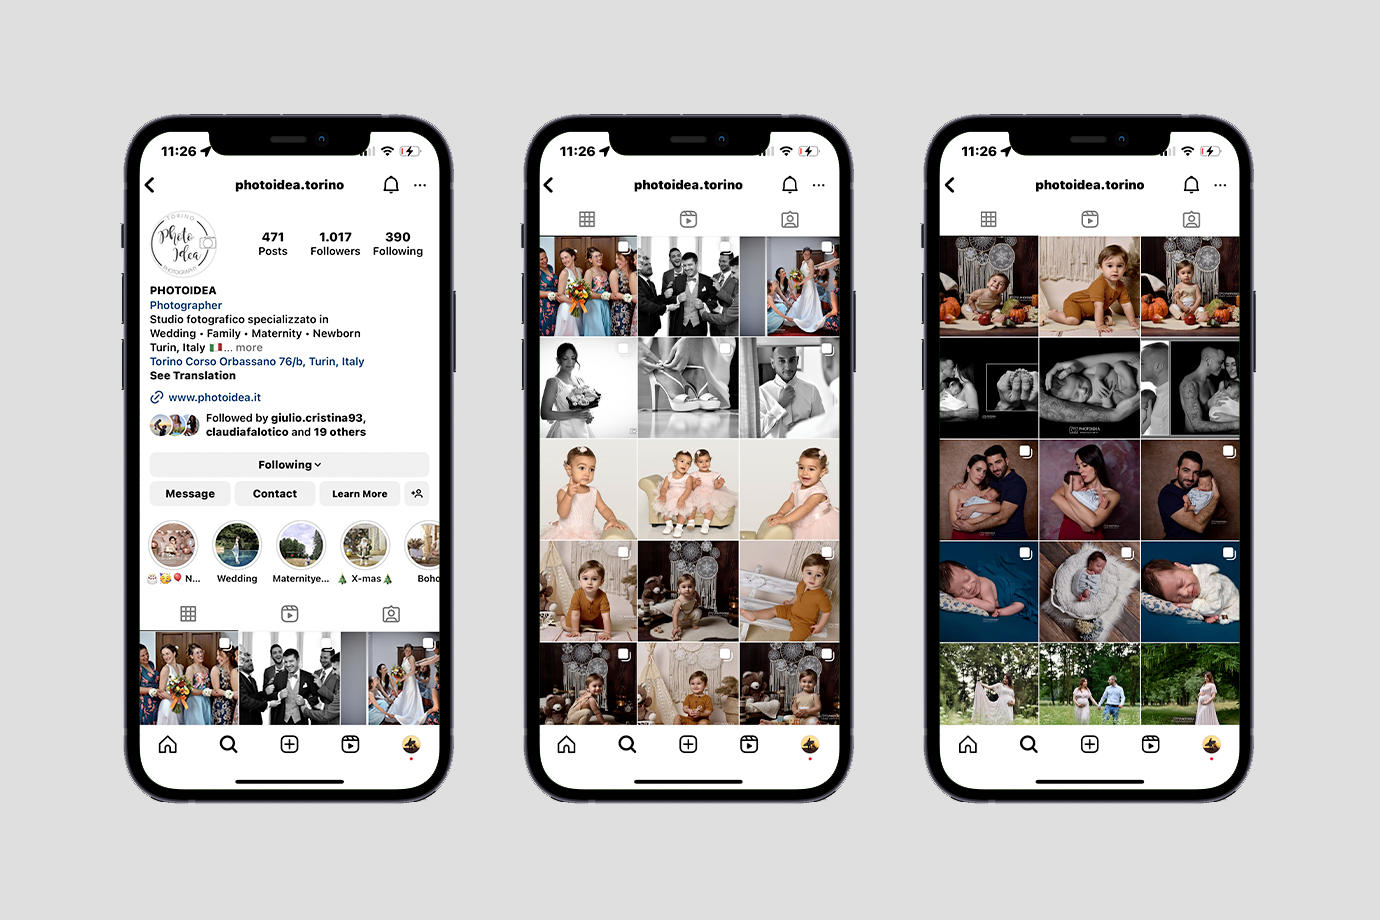 11:26
photoidea.torino
TORINO
Photo
Idea
PHOTOGRAPHY
471
Posts
1.017
Followers
390
Following
PHOTOIDEA
Photographer
Studio fotografico specializzato in
Wedding • Family • Maternity • Newborn
Turin, Italy 🇮🇹... more
Torino Corso Orbassano 76/b, Turin, Italy
See Translation
www.photoidea.it
Followed by giulio.cristina93,
claudiafalotico and 19 others
Following
Message
Contact
Learn More
🎂🥳🎈 N...
Wedding
Maternitye...
🎄 X-mas🎄
Boho
11:26
photoidea.torino
11:26
photoidea.torino
PHOTOIDEA